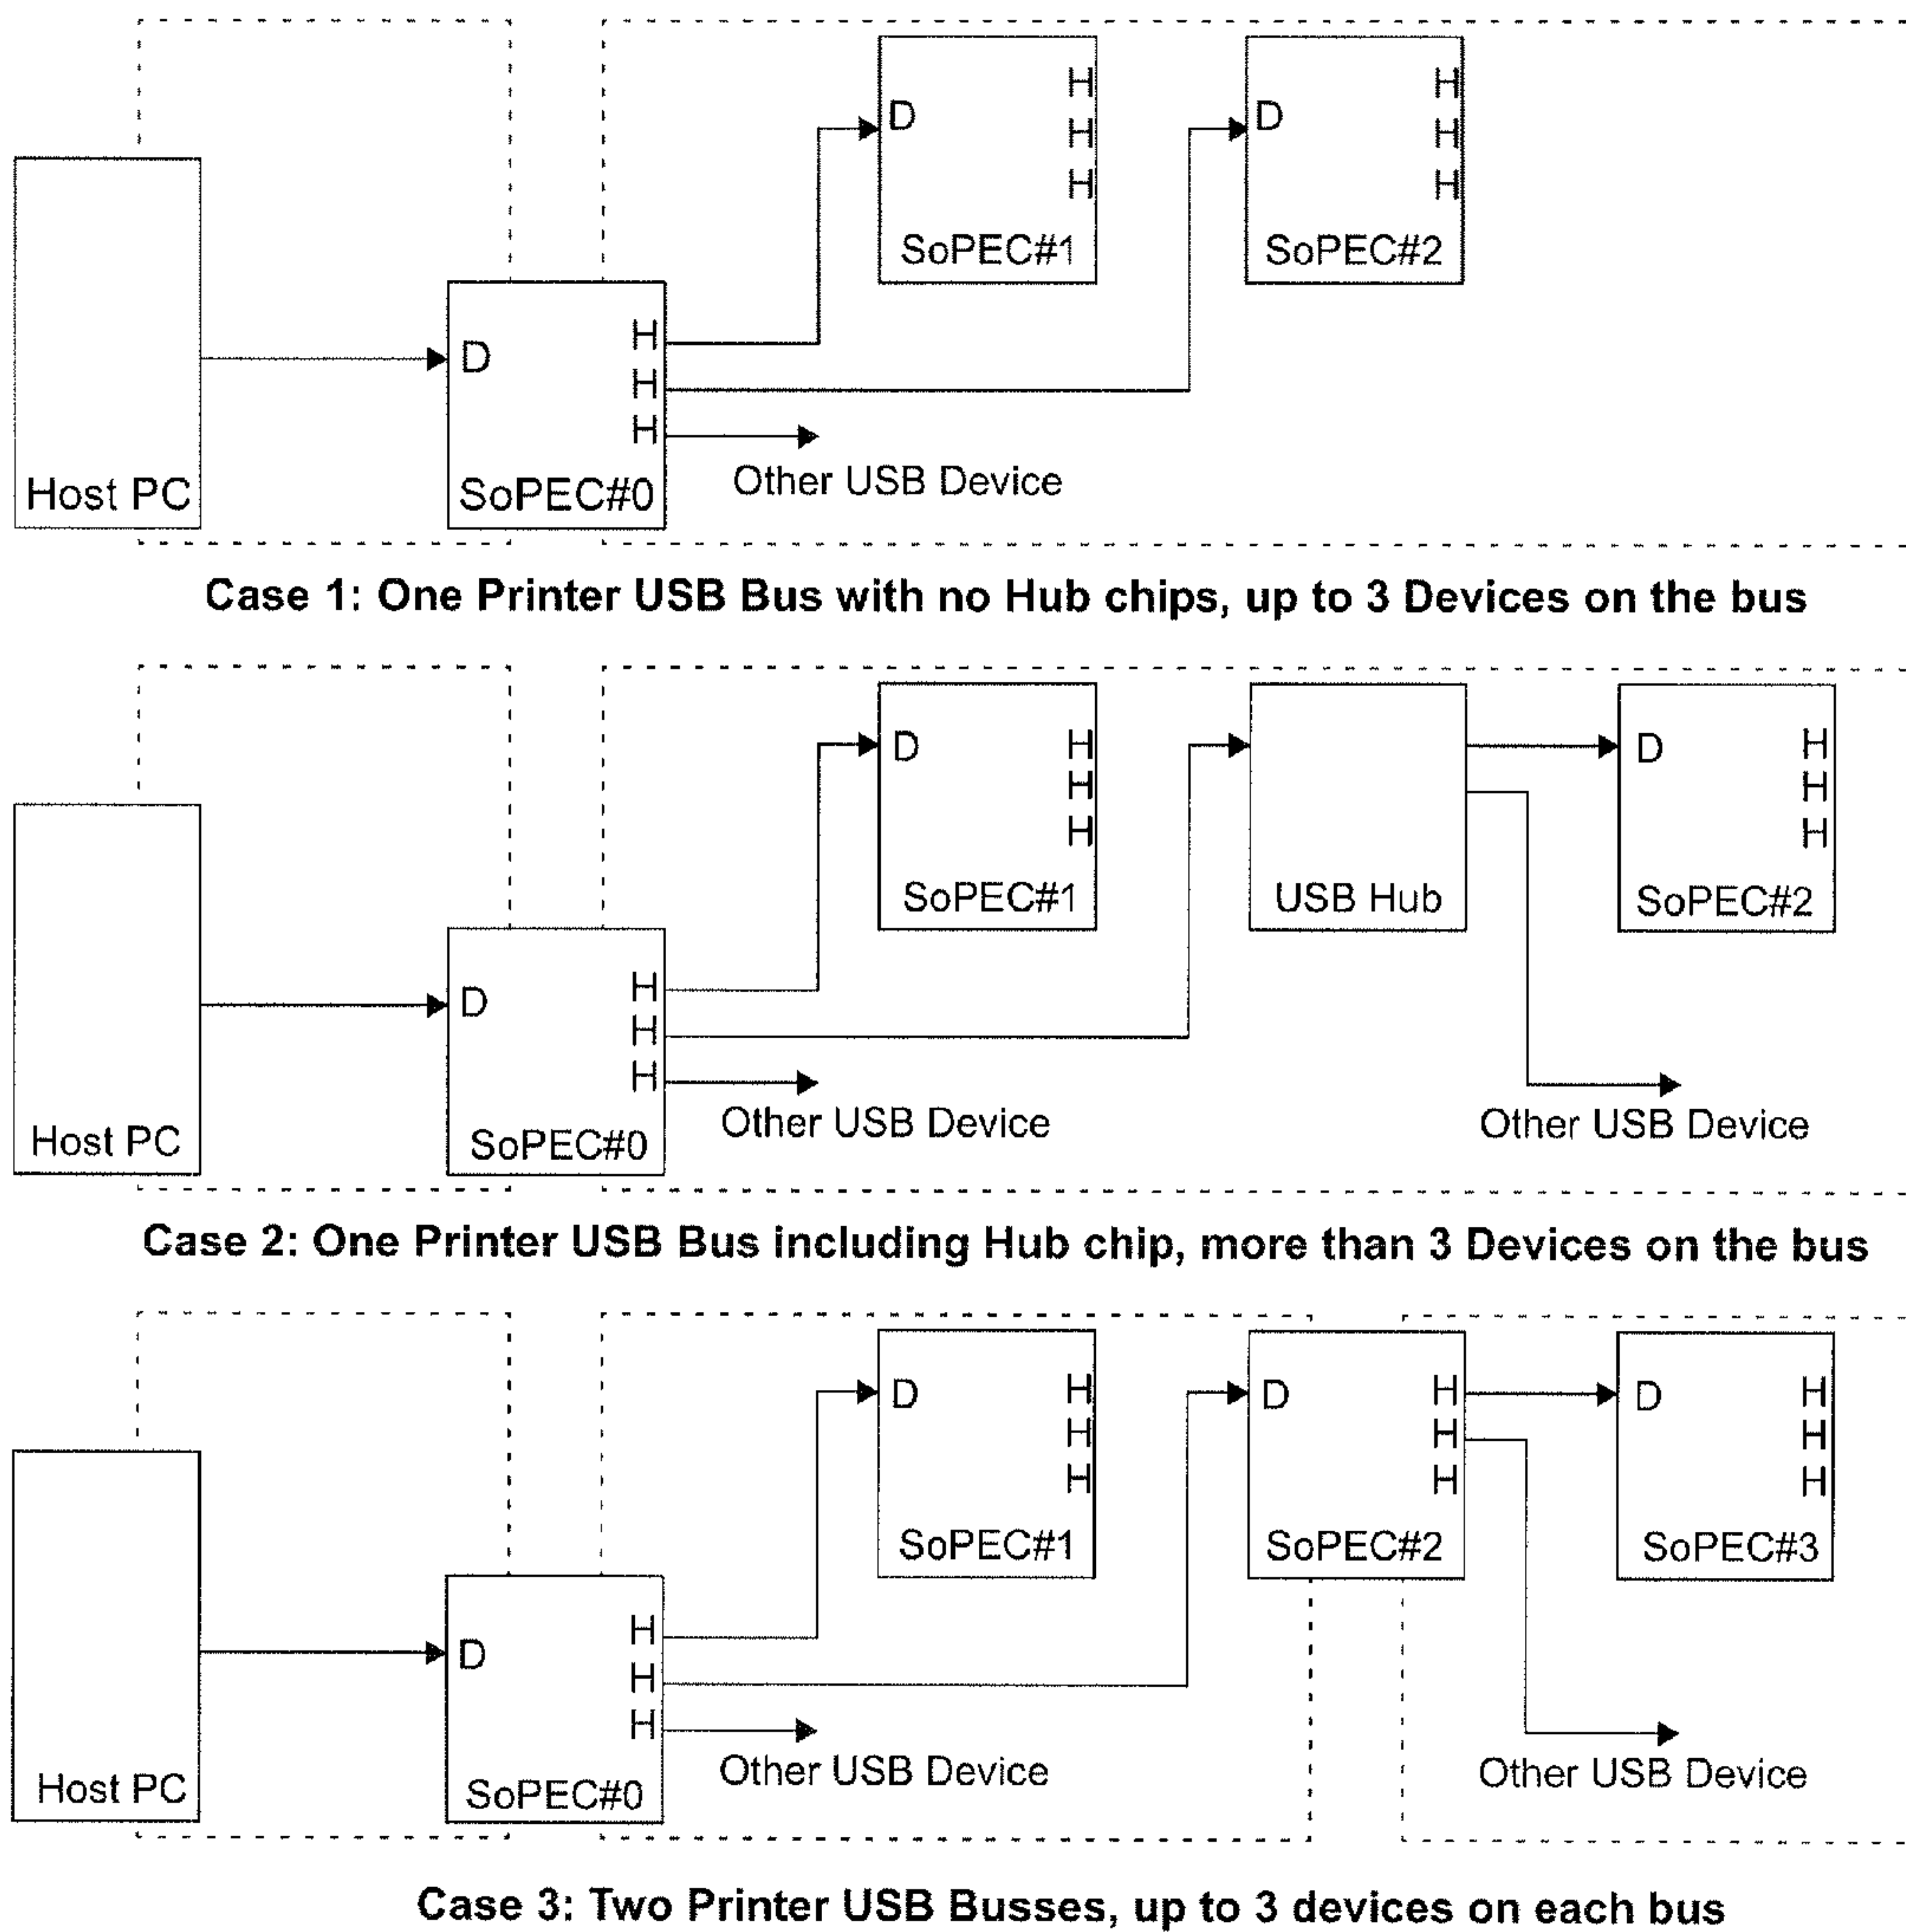 H
H
D
D
H
H
H
H
SoPEC#1
SoPEC#2
H
D
H
H
Other USB Device
Host PC
SoPEC#0
Case 1: One Printer USB Bus with no Hub chips, up to 3 Devices on the bus
D
H
D
H
H
H
H
H
SoPEC#1
USB Hub
SoPEC#2
H
D
H
H
Other USB Device
Other USB Device
Host PC
SoPEC#0
Case 2: One Printer USB Bus including Hub chip, more than 3 Devices on the bus
D
H
D
H
D
H
H
H
H
H
H
H
SoPEC#1
SoPEC#2
SoPEC#3
H
D
H
H
Other USB Device
Other USB Device
Host PC
SoPEC#0
Case 3: Two Printer USB Busses, up to 3 devices on each bus